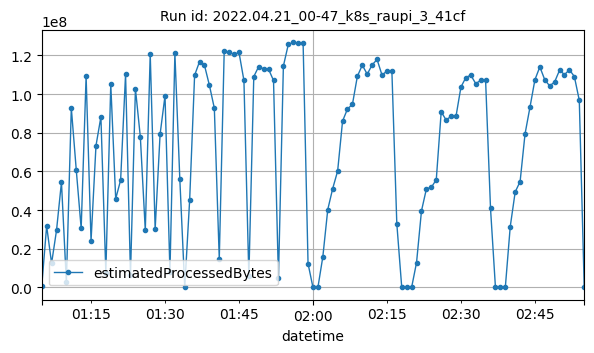 Run id: 2022.04.21_00-47_k8s_raupi_3_41cf
1e8
1.2
1.0
0.8
0.6
0.4
0.2
0.0
estimatedProcessedBytes
01:15 01:30 01:45 02:00 02:15 02:30 02:45
datetime